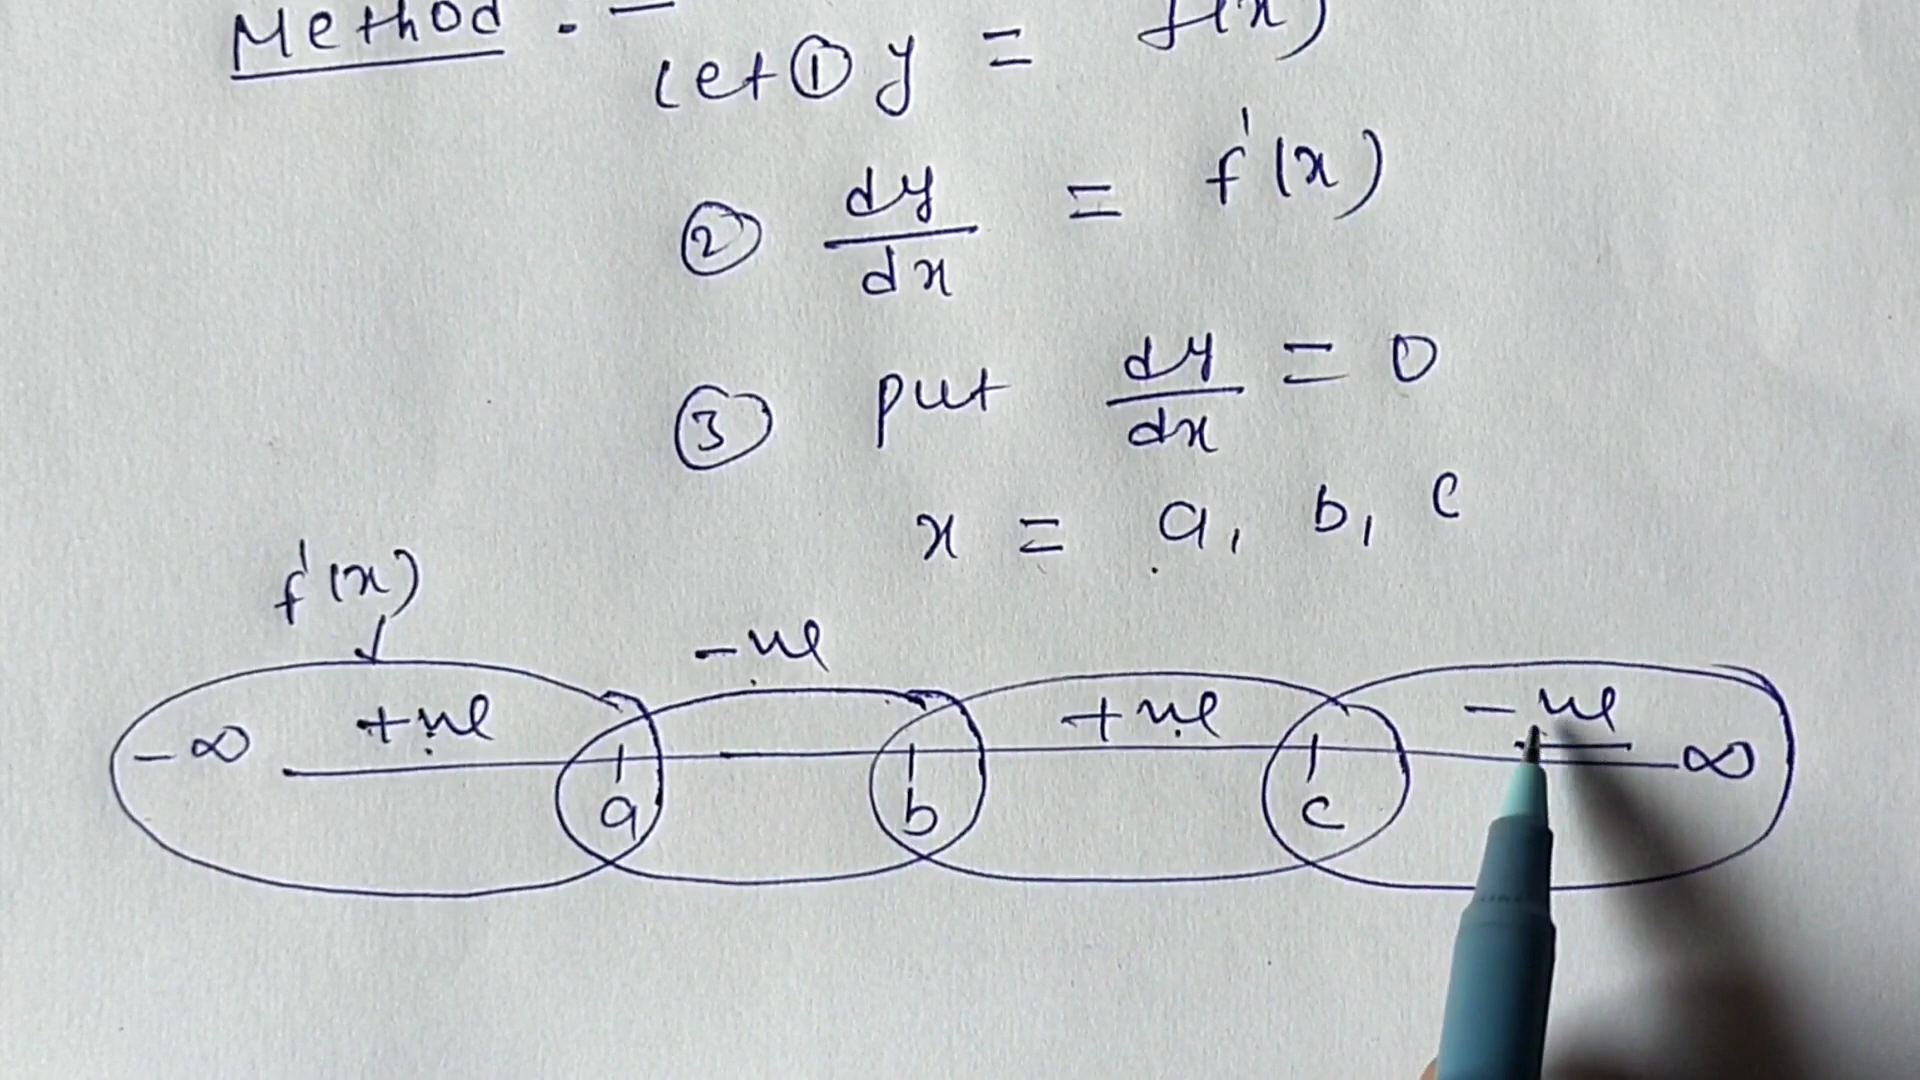 Method :-
Let ① y = f(x)
② dy/dx = f'(x)
③ put dy/dx = 0
x = a, b, c
f'(x)
-∞ +ve a -ve b +ve c -ve ∞